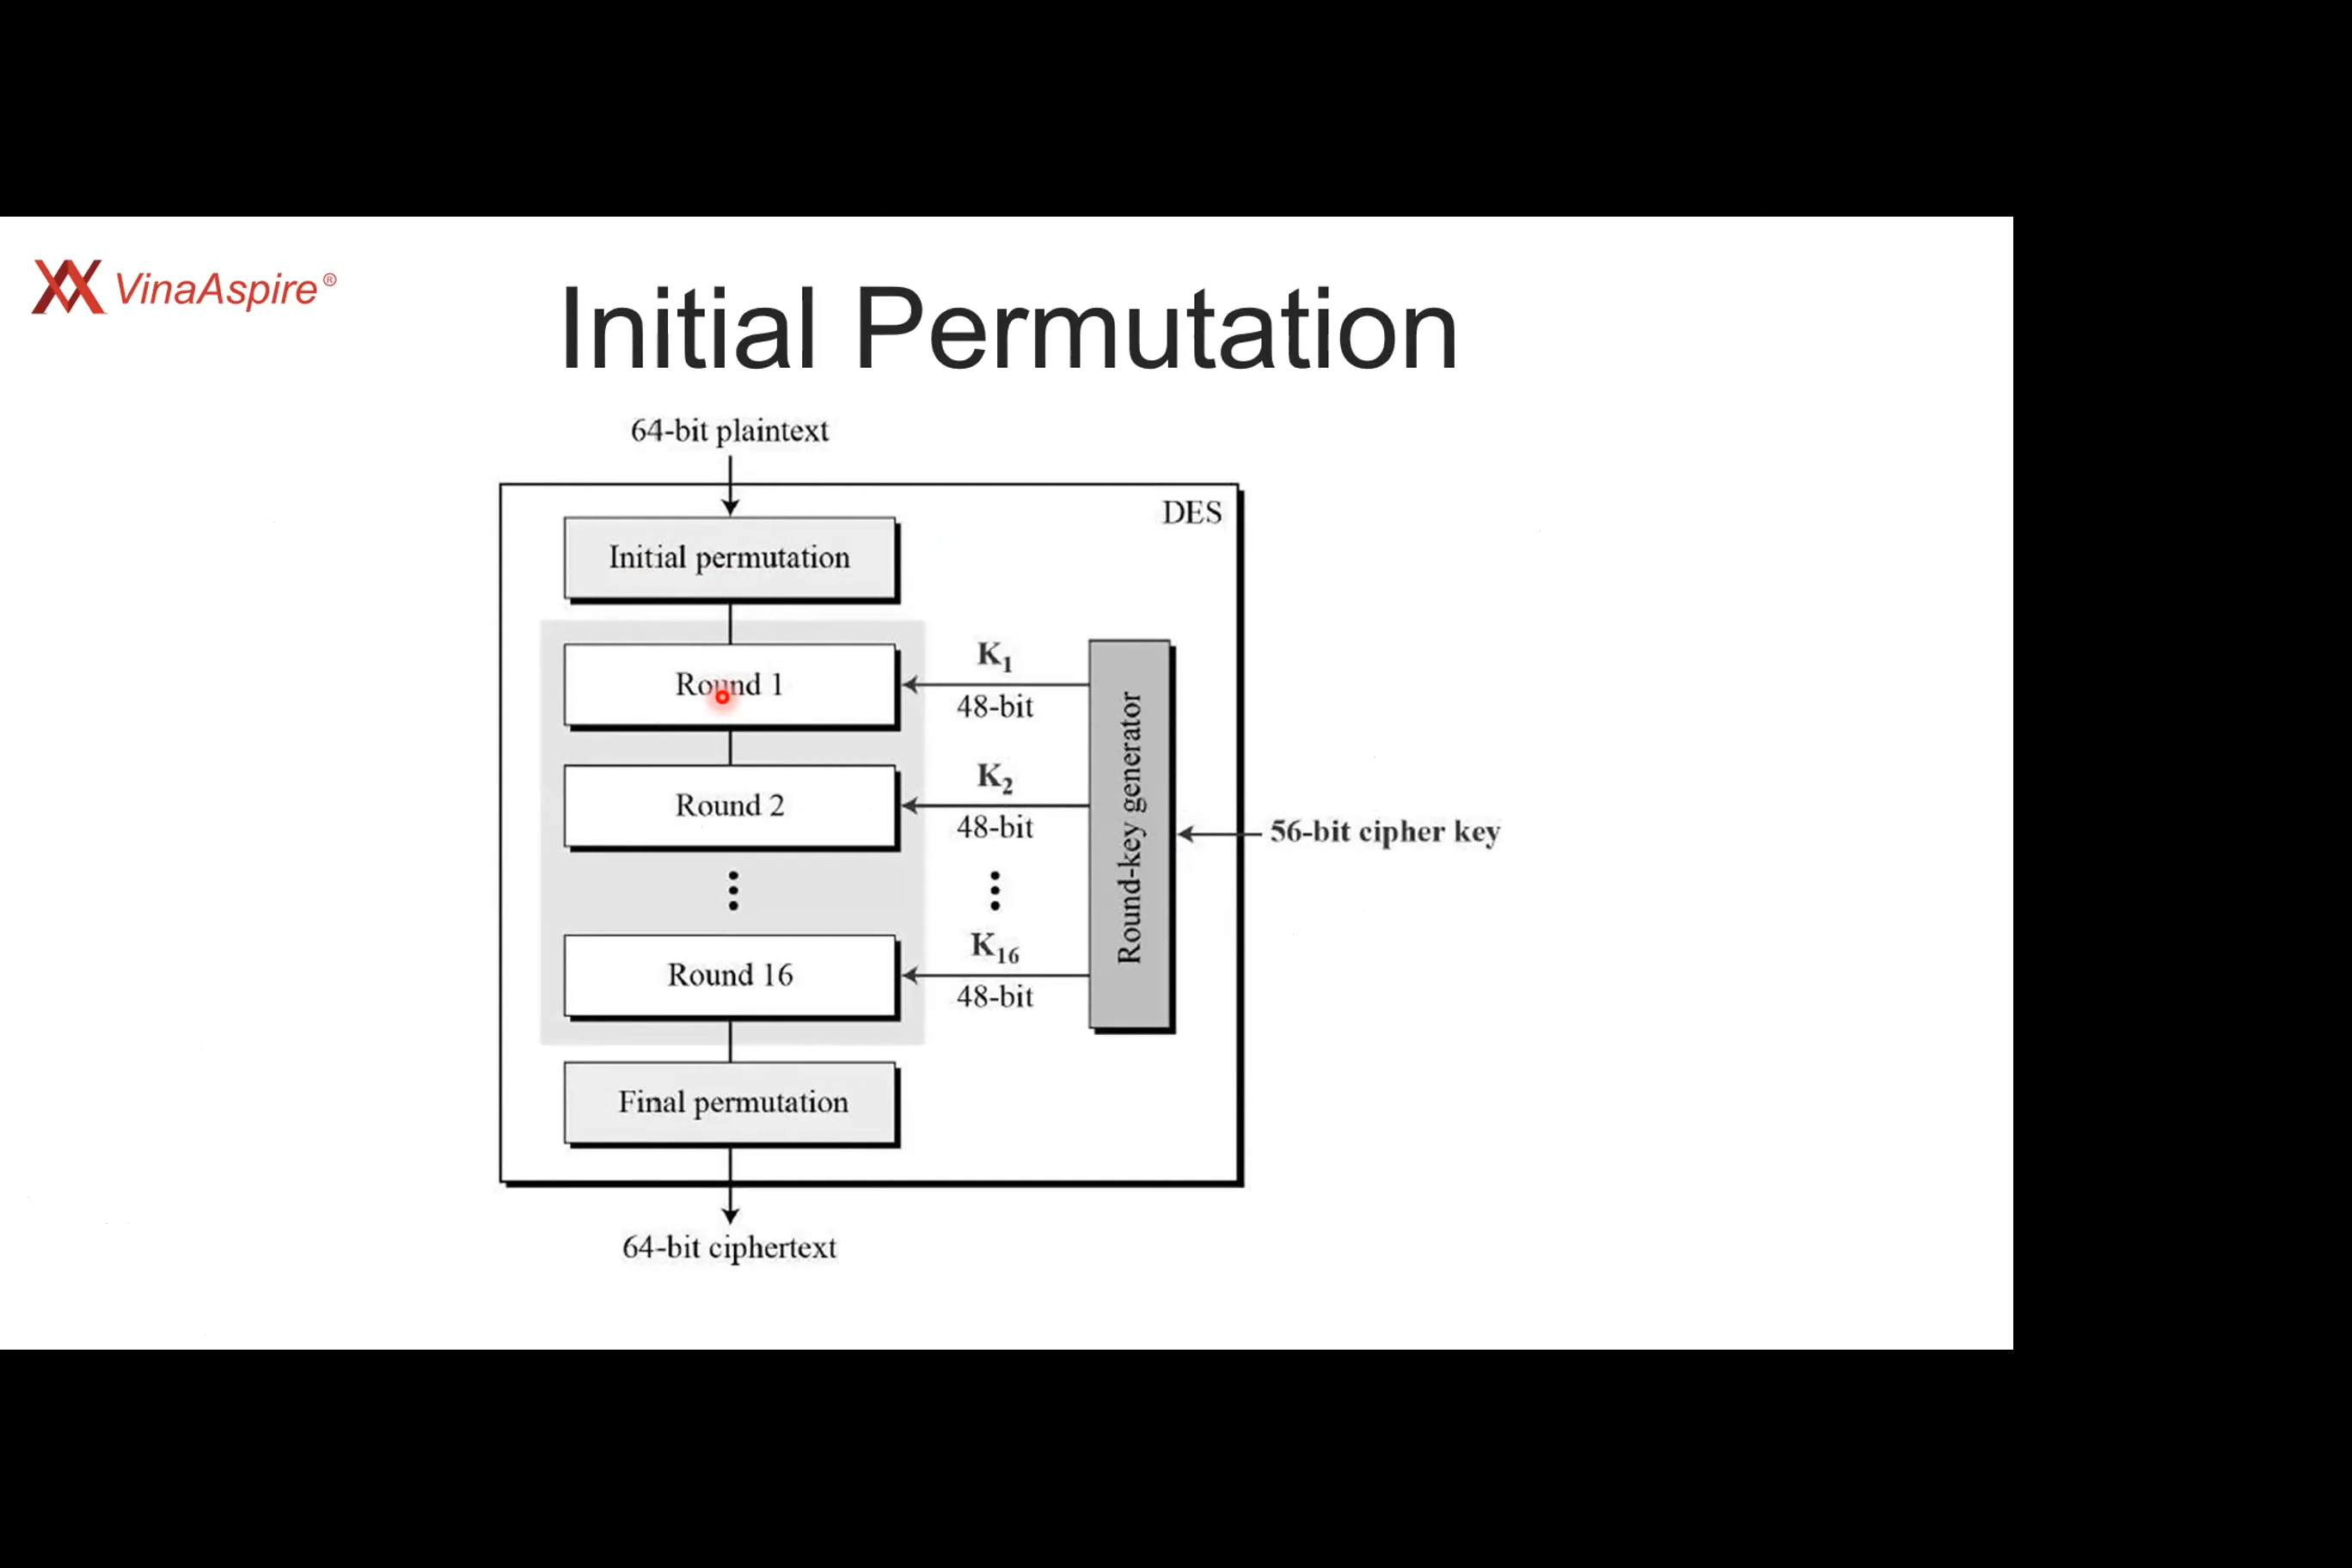 VinaAspire®
Initial Permutation
64-bit plaintext
DES
Initial permutation
Round 1
K1
48-bit
Round 2
K2
48-bit
Round-key generator
56-bit cipher key
Round 16
K16
48-bit
Final permutation
64-bit ciphertext